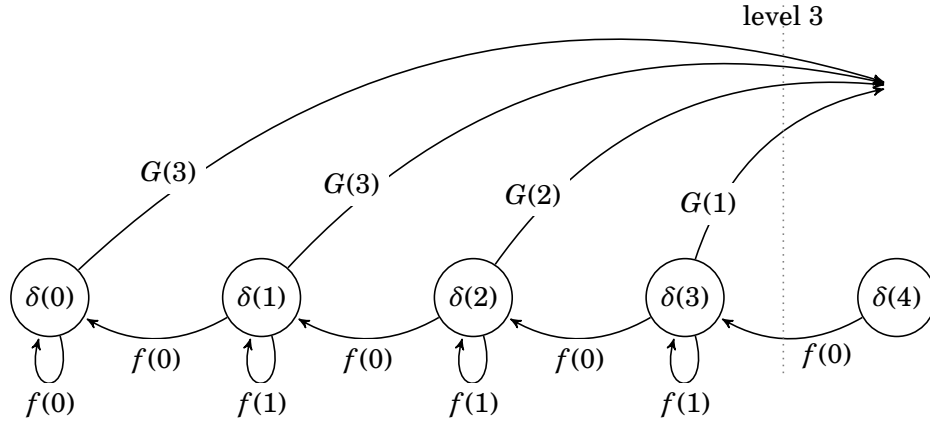 level 3
G(3)
G(3)
G(2)
G(1)
δ(0)
δ(1)
δ(2)
δ(3)
δ(4)
f(0)
f(0)
f(0)
f(0)
f(0)
f(1)
f(1)
f(1)